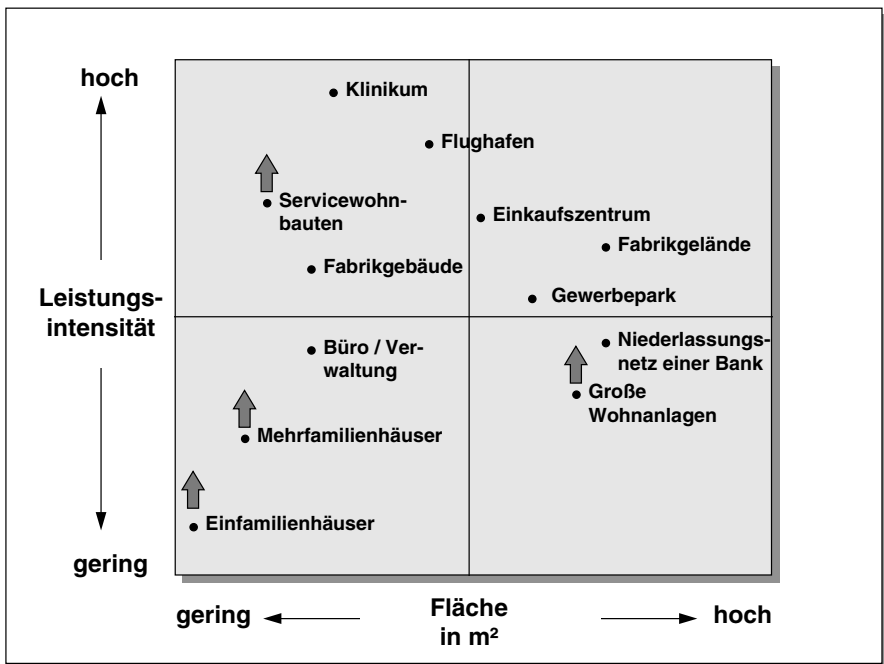 hoch
Klinikum
Flughafen
Servicewohn-
bauten
Einkaufszentrum
Fabrikgelände
Fabrikgebäude
Gewerbepark
Leistungs-
intensität
Büro / Ver-
waltung
Niederlassungs-
netz einer Bank
Große
Wohnanlagen
Mehrfamilienhäuser
Einfamilienhäuser
gering
gering
Fläche
in m²
hoch